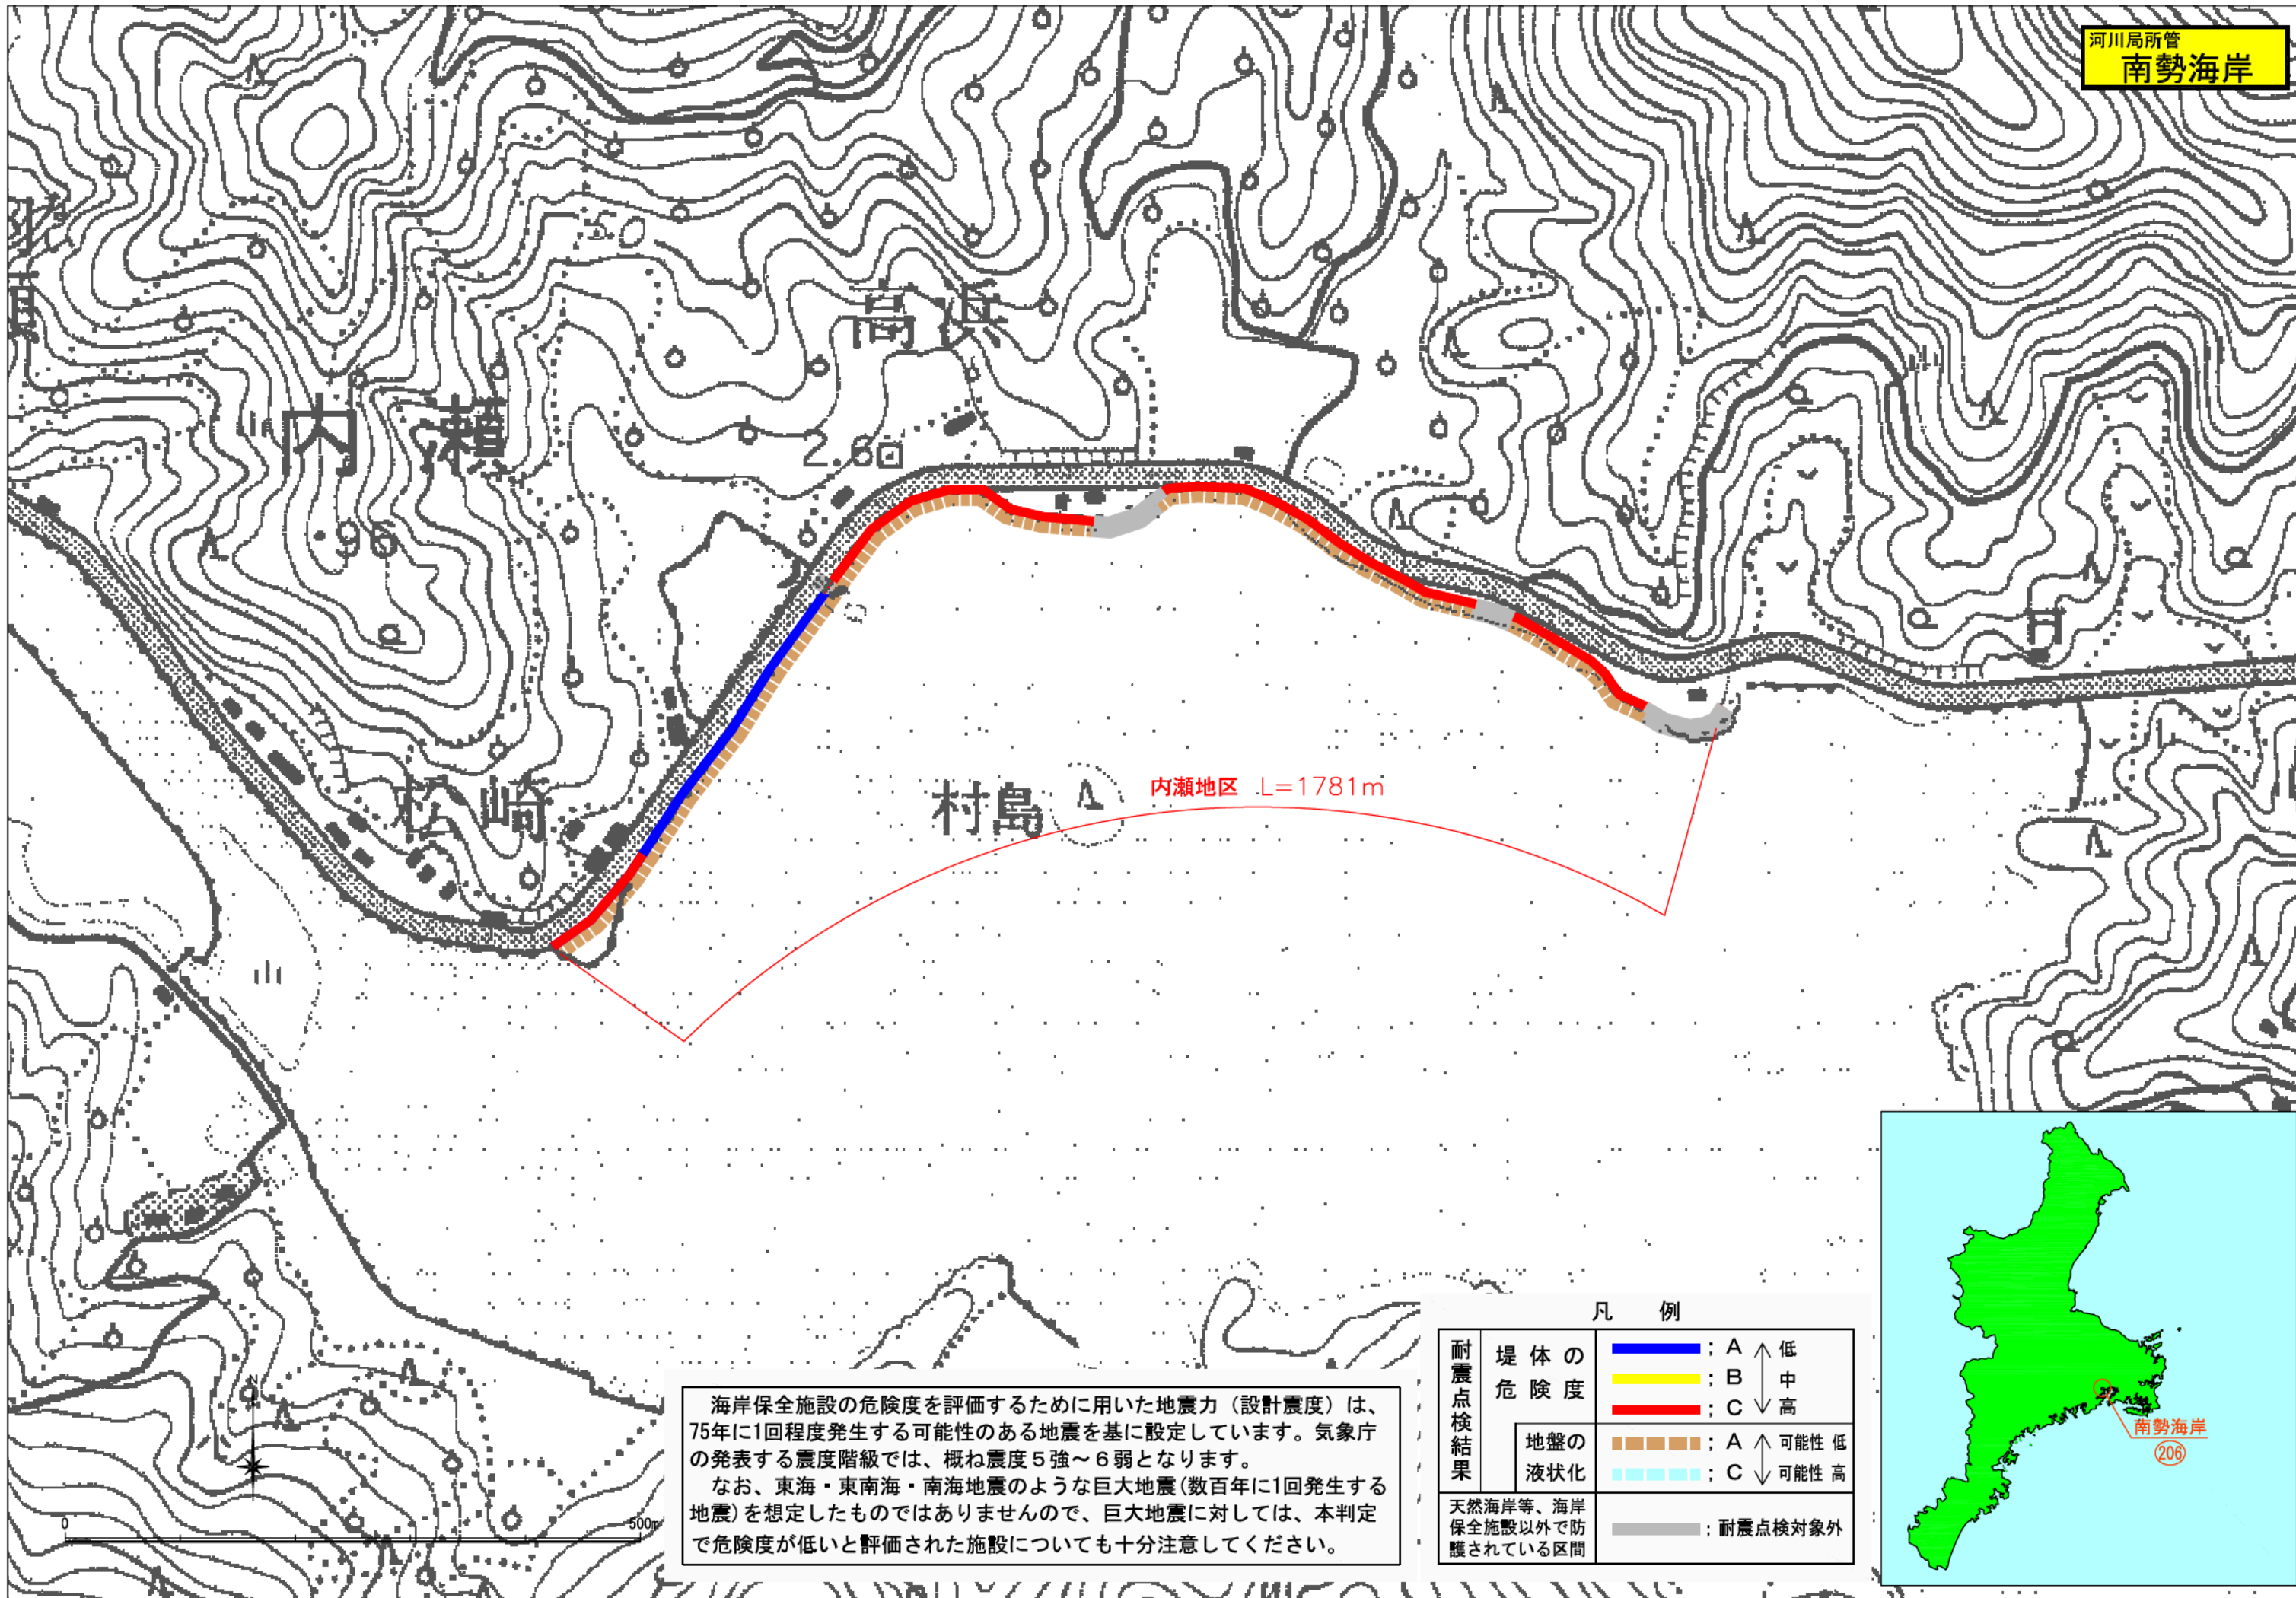 河川局所管
南勢海岸
高浜
内瀬
2.6
96
松崎
村島
内瀬地区 L=1781m
凡 例
耐震点検結果
堤体の危険度
; A 低
; B 中
; C 高
地盤の液状化
; A 可能性 低
; C 可能性 高
天然海岸等、海岸
保全施設以外で防
護されている区間
; 耐震点検対象外
海岸保全施設の危険度を評価するために用いた地震力（設計震度）は、
75年に1回程度発生する可能性のある地震を基に設定しています。気象庁
の発表する震度階級では、概ね震度５強～６弱となります。
なお、東海・東南海・南海地震のような巨大地震(数百年に1回発生する
地震)を想定したものではありませんので、巨大地震に対しては、本判定
で危険度が低いと評価された施設についても十分注意してください。
N
0
500m
南勢海岸
206